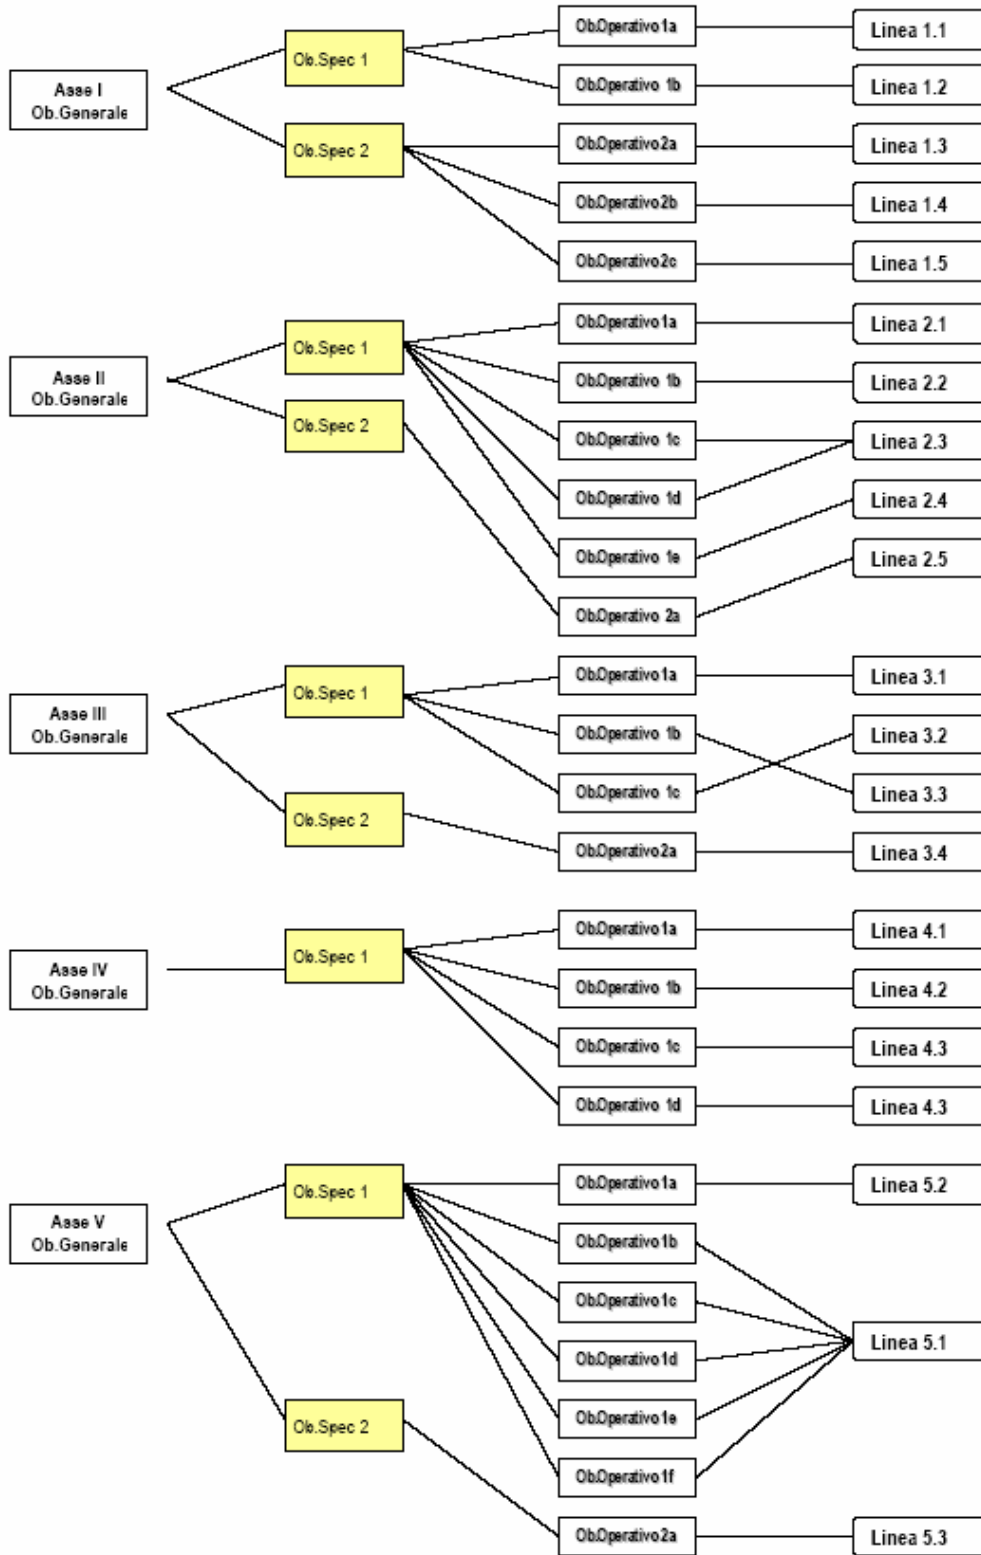 Ob.Operativo 1a
Linea 1.1
Ob.Spec 1
Asse I
Ob.Generale
Ob.Operativo 1b
Linea 1.2
Ob.Spec 2
Ob.Operativo 2a
Linea 1.3
Ob.Operativo 2b
Linea 1.4
Ob.Operativo 2c
Linea 1.5
Ob.Operativo 1a
Linea 2.1
Ob.Spec 1
Asse II
Ob.Generale
Ob.Operativo 1b
Linea 2.2
Ob.Spec 2
Ob.Operativo 1c
Linea 2.3
Ob.Operativo 1d
Linea 2.4
Ob.Operativo 1e
Linea 2.5
Ob.Operativo 2a
Ob.Operativo 1a
Linea 3.1
Ob.Spec 1
Asse III
Ob.Generale
Ob.Operativo 1b
Linea 3.2
Ob.Operativo 1c
Linea 3.3
Ob.Spec 2
Ob.Operativo 2a
Linea 3.4
Ob.Operativo 1a
Linea 4.1
Ob.Spec 1
Asse IV
Ob.Generale
Ob.Operativo 1b
Linea 4.2
Ob.Operativo 1c
Linea 4.3
Ob.Operativo 1d
Linea 4.3
Ob.Operativo 1a
Linea 5.2
Ob.Spec 1
Asse V
Ob.Generale
Ob.Operativo 1b
Ob.Operativo 1c
Linea 5.1
Ob.Operativo 1d
Ob.Operativo 1e
Ob.Spec 2
Ob.Operativo 1f
Ob.Operativo 2a
Linea 5.3